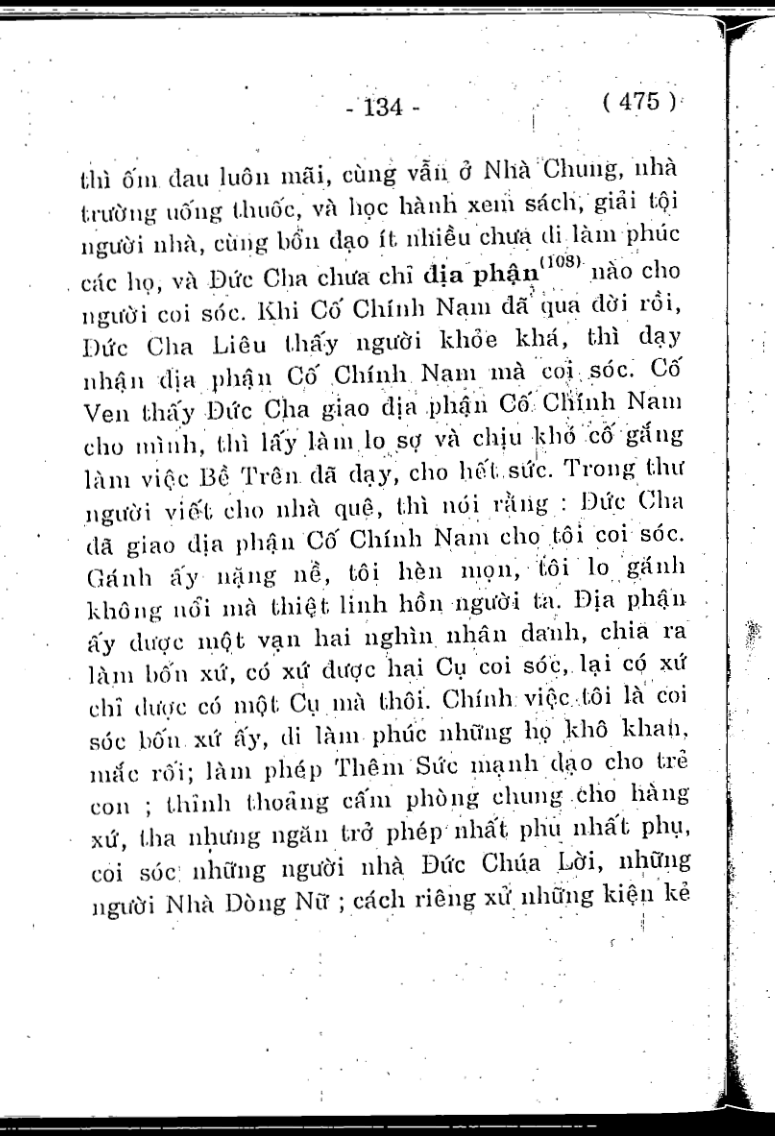 - 134 - ( 475 )
thì ốm đau luôn mãi, cùng vẫn ở Nhà Chung, nhà
trường uống thuốc, và học hành xem sách, giải tội
người nhà, cùng bổn đạo ít nhiều chưa đi làm phúc
các họ, và Đức Cha chưa chỉ địa phận(108) nào cho
người coi sóc. Khi Cố Chính Nam đã qua đời rồi,
Đức Cha Liêu thấy người khỏe khá, thì dạy
nhận địa phận Cố Chính Nam mà coi sóc. Cố
Ven thấy Đức Cha giao địa phận Cố Chính Nam
cho mình, thì lấy làm lo sợ và chịu khó cố gắng
làm việc Bề Trên đã dạy, cho hết sức. Trong thư
người viết cho nhà quê, thì nói rằng : Đức Cha
đã giao địa phận Cố Chính Nam cho tôi coi sóc.
Gánh ấy nặng nề, tôi hèn mọn, tôi lo gánh
không nổi mà thiệt linh hồn người ta. Địa phận
ấy được một vạn hai nghìn nhân danh, chia ra
làm bốn xứ, có xứ được hai Cụ coi sóc, lại có xứ
chỉ được có một Cụ mà thôi. Chính việc tôi là coi
sóc bốn xứ ấy, đi làm phúc những họ khô khan,
mắc rối; làm phép Thêm Sức mạnh đạo cho trẻ
con ; thỉnh thoảng cấm phòng chung cho hàng
xứ, tha nhưng ngăn trở phép nhất phu nhất phụ,
coi sóc những người nhà Đức Chúa Lời, những
người Nhà Dòng Nữ ; cách riêng xử những kiện kẻ